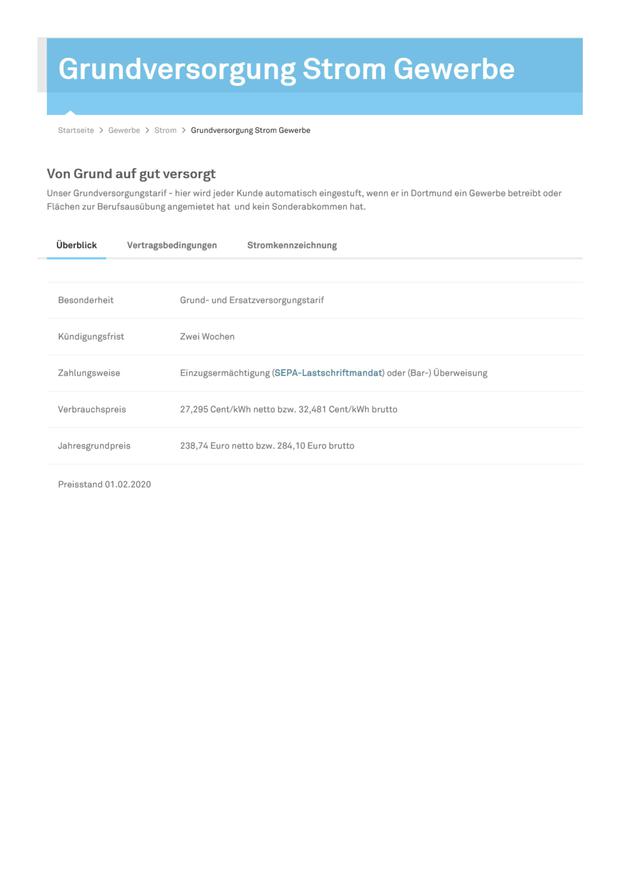 Grundversorgung Strom Gewerbe
Startseite > Gewerbe > Strom > Grundversorgung Strom Gewerbe
Von Grund auf gut versorgt
Unser Grundversorgungstarif - hier wird jeder Kunde automatisch eingestuft, wenn er in Dortmund ein Gewerbe betreibt oder
Flächen zur Berufsausübung angemietet hat und kein Sonderabkommen hat.
Überblick Vertragsbedingungen Stromkennzeichnung
Besonderheit Grund- und Ersatzversorgungstarif
Kündigungsfrist Zwei Wochen
Zahlungsweise Einzugsermächtigung (SEPA-Lastschriftmandat) oder (Bar-) Überweisung
Verbrauchspreis 27,295 Cent/kWh netto bzw. 32,481 Cent/kWh brutto
Jahresgrundpreis 238,74 Euro netto bzw. 284,10 Euro brutto
Preisstand 01.02.2020